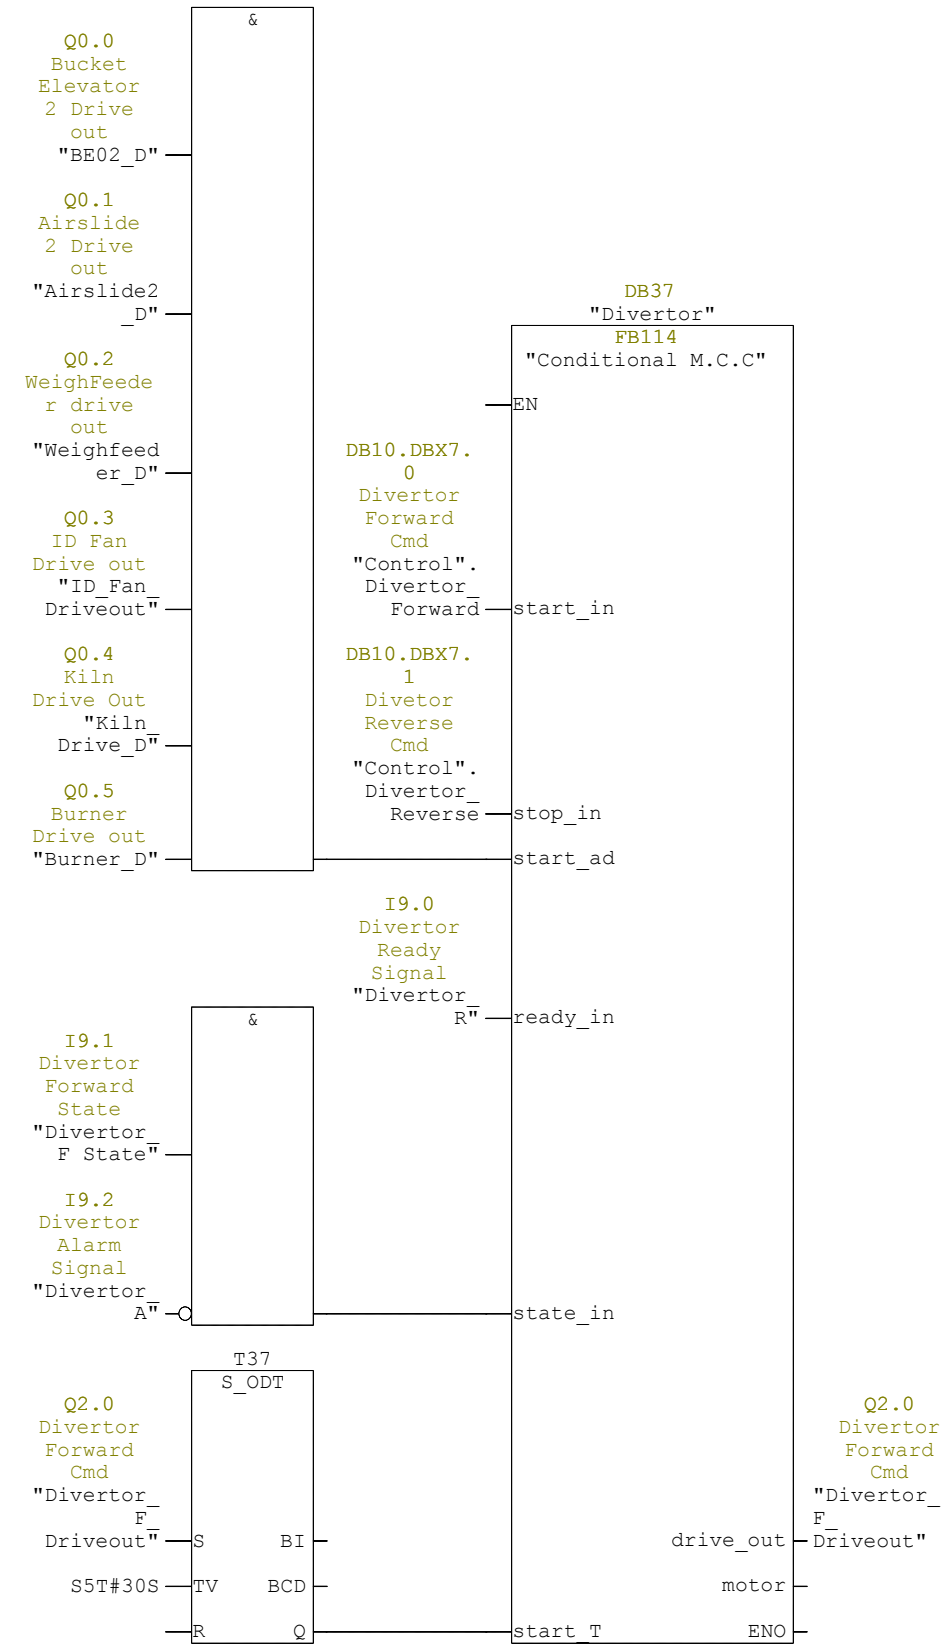 &
Q0.0
Bucket
Elevator
2 Drive
out
"BE02_D"
Q0.1
Airslide
2 Drive
out
"Airslide2
_D"
Q0.2
WeighFeede
r drive
out
"Weighfeed
er_D"
Q0.3
ID Fan
Drive out
"ID_Fan_
Driveout"
Q0.4
Kiln
Drive Out
"Kiln_
Drive_D"
Q0.5
Burner
Drive out
"Burner_D"
DB37
"Divertor"
FB114
"Conditional M.C.C"
EN
DB10.DBX7.
0
Divertor
Forward
Cmd
"Control".
Divertor_
Forward
start_in
DB10.DBX7.
1
Divetor
Reverse
Cmd
"Control".
Divertor_
Reverse
stop_in
start_ad
I9.0
Divertor
Ready
Signal
"Divertor_
R"
ready_in
&
I9.1
Divertor
Forward
State
"Divertor_
F State"
I9.2
Divertor
Alarm
Signal
"Divertor_
A"
state_in
T37
S_ODT
Q2.0
Divertor
Forward
Cmd
"Divertor_
F_
Driveout"
S
BI
S5T#30S
TV
BCD
R
Q
start_T
Q2.0
Divertor
Forward
Cmd
"Divertor_
F_
drive_out
Driveout"
motor
ENO